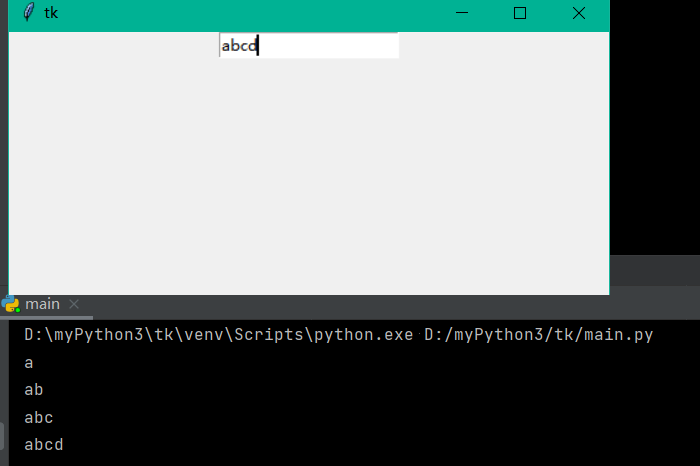 tk
abcd
main
D:\myPython3\tk\venv\Scripts\python.exe D:/myPython3/tk/main.py
a
ab
abc
abcd